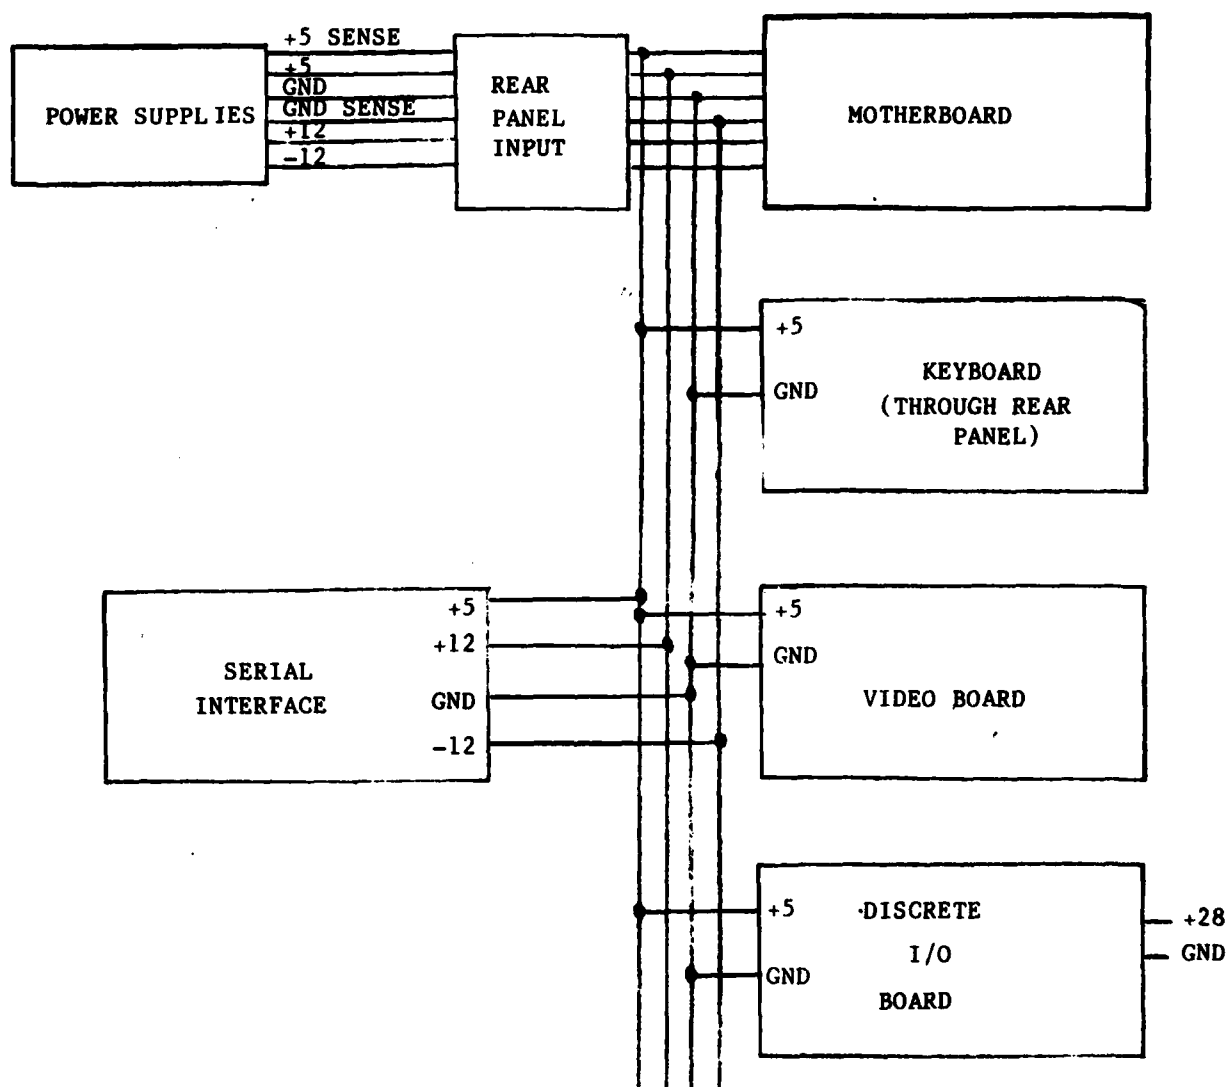 +5 SENSE
+5
GND
GND SENSE
+12
-12
POWER SUPPLIES
REAR
PANEL
INPUT
MOTHERBOARD
+5
GND
KEYBOARD
(THROUGH REAR
PANEL)
+5
+12
GND
-12
SERIAL
INTERFACE
+5
GND
VIDEO BOARD
+5
GND
DISCRETE
I/O
BOARD
+28
GND